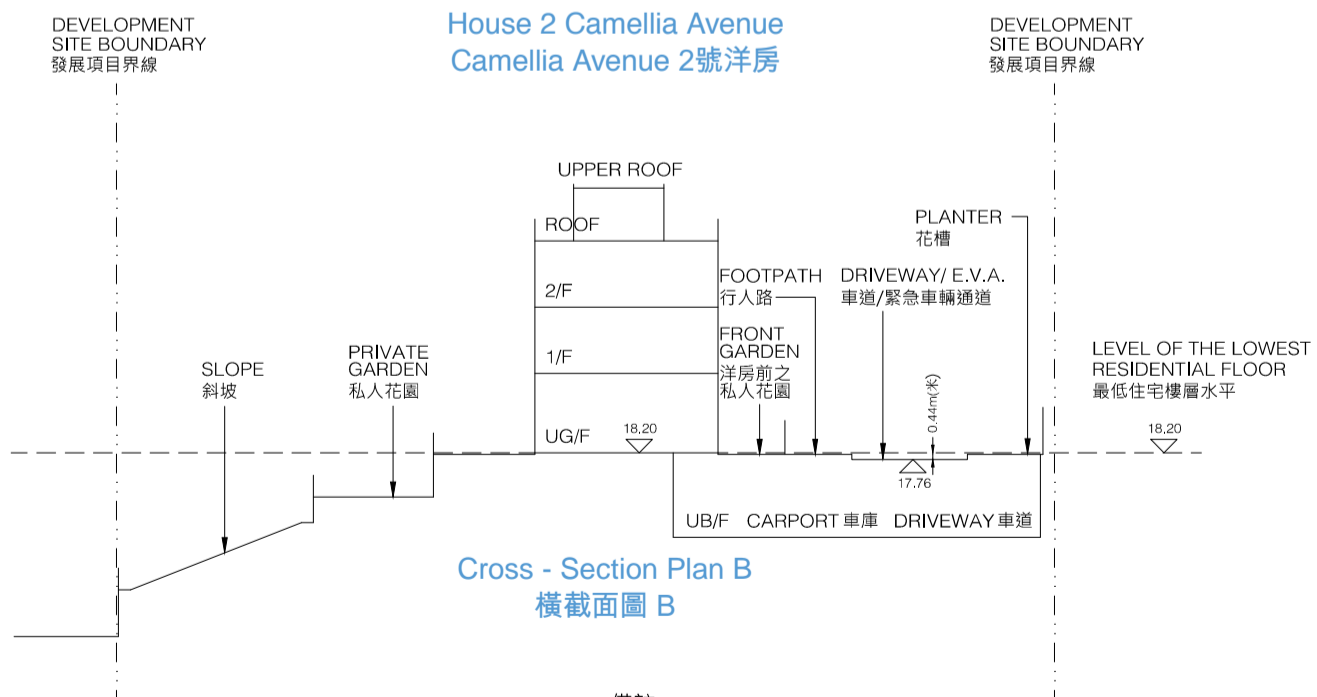 House 2 Camellia Avenue
Camellia Avenue 2號洋房
DEVELOPMENT
SITE BOUNDARY
發展項目界線
DEVELOPMENT
SITE BOUNDARY
發展項目界線
UPPER ROOF
ROOF
PLANTER
花槽
2/F
FOOTPATH
行人路
DRIVEWAY/ E.V.A.
車道/緊急車輛通道
1/F
FRONT
GARDEN
洋房前之
私人花園
SLOPE
斜坡
PRIVATE
GARDEN
私人花園
0.44m(米)
LEVEL OF THE LOWEST
RESIDENTIAL FLOOR
最低住宅樓層水平
UG/F
18.20
18.20
17.76
UB/F CARPORT 車庫 DRIVEWAY 車道
Cross - Section Plan B
橫截面圖 B